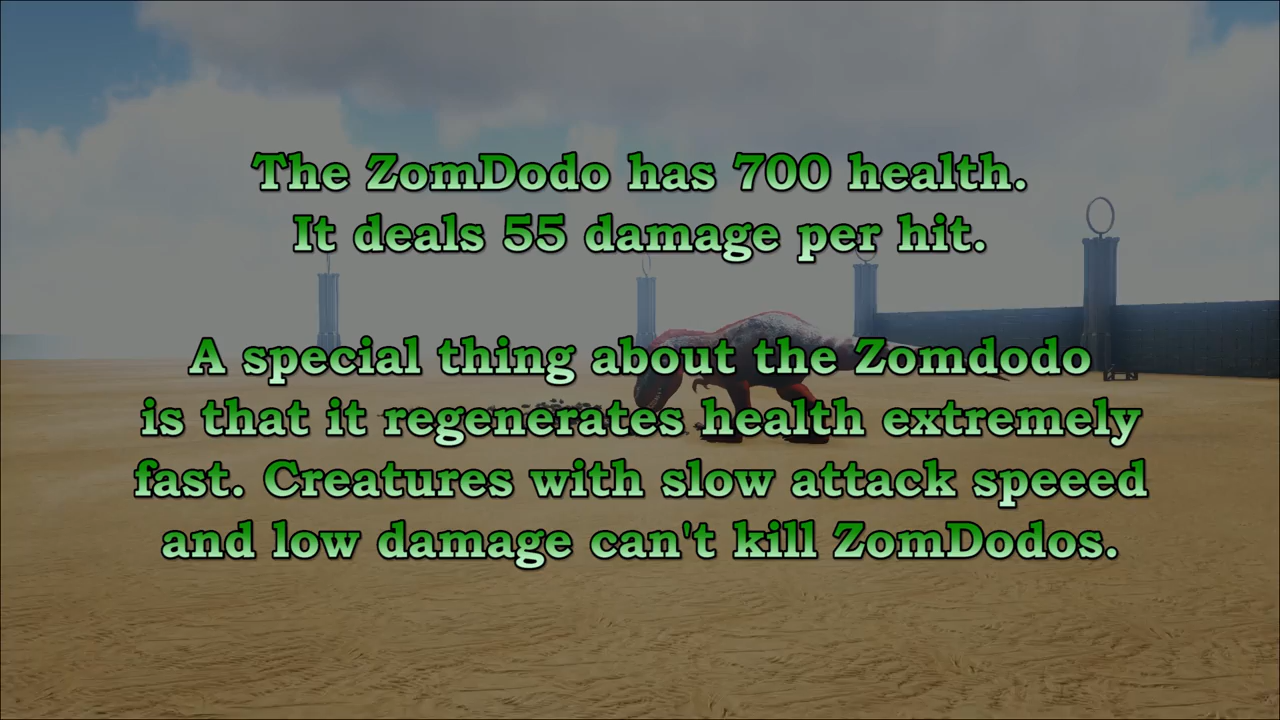 The ZomDodo has 700 health.
It deals 55 damage per hit.
A special thing about the Zomdodo
is that it regenerates health extremely
fast. Creatures with slow attack speeed
and low damage can't kill ZomDodos.